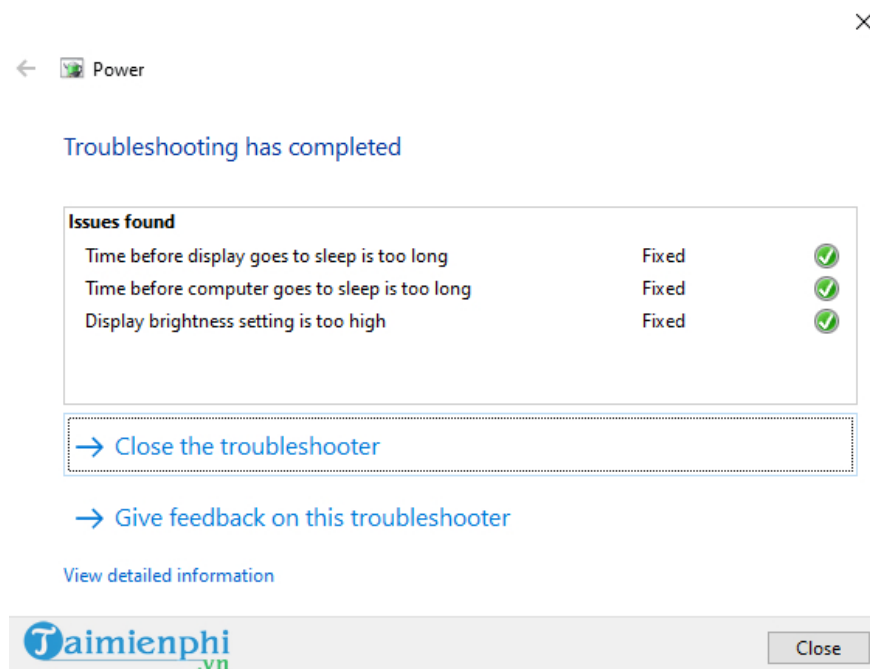 Power
Troubleshooting has completed
Issues found
Time before display goes to sleep is too long Fixed
Time before computer goes to sleep is too long Fixed
Display brightness setting is too high Fixed
Close the troubleshooter
Give feedback on this troubleshooter
View detailed information
Taimienphi
.vn
Close